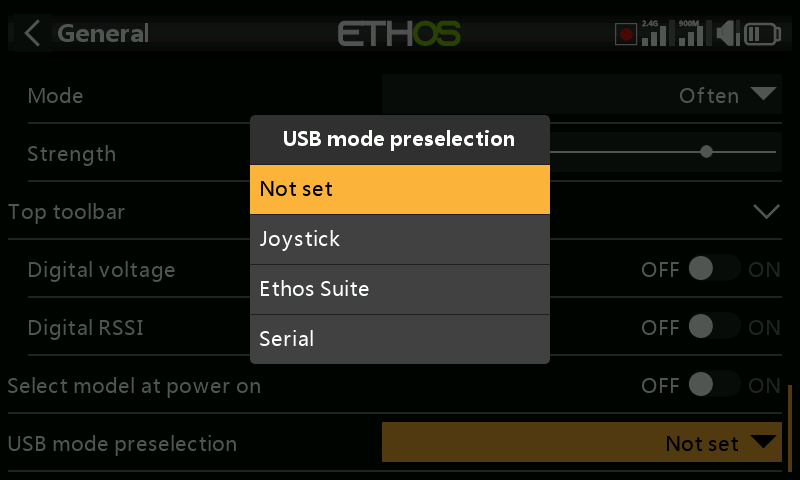 General
ETHOS
2.4G
900M
Mode
Often
Strength
Top toolbar
Digital voltage
OFF ON
Digital RSSI
OFF ON
Select model at power on
OFF ON
USB mode preselection
Not set
USB mode preselection
Not set
Joystick
Ethos Suite
Serial